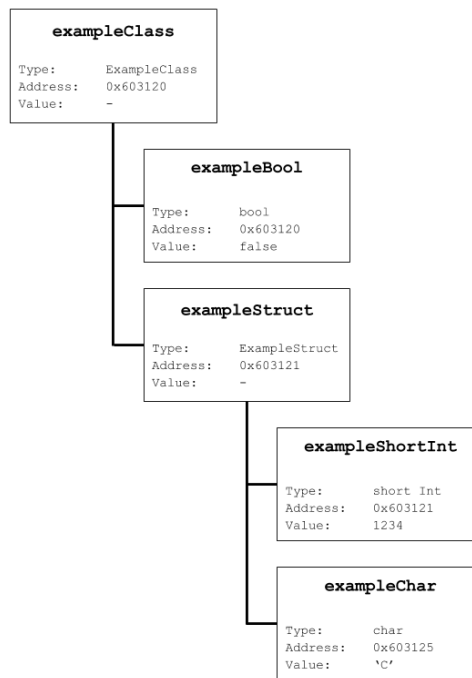 exampleClass
Type: ExampleClass
Address: 0x603120
Value: -
exampleBool
Type: bool
Address: 0x603120
Value: false
exampleStruct
Type: ExampleStruct
Address: 0x603121
Value: -
exampleShortInt
Type: short Int
Address: 0x603121
Value: 1234
exampleChar
Type: char
Address: 0x603125
Value: ‘C’